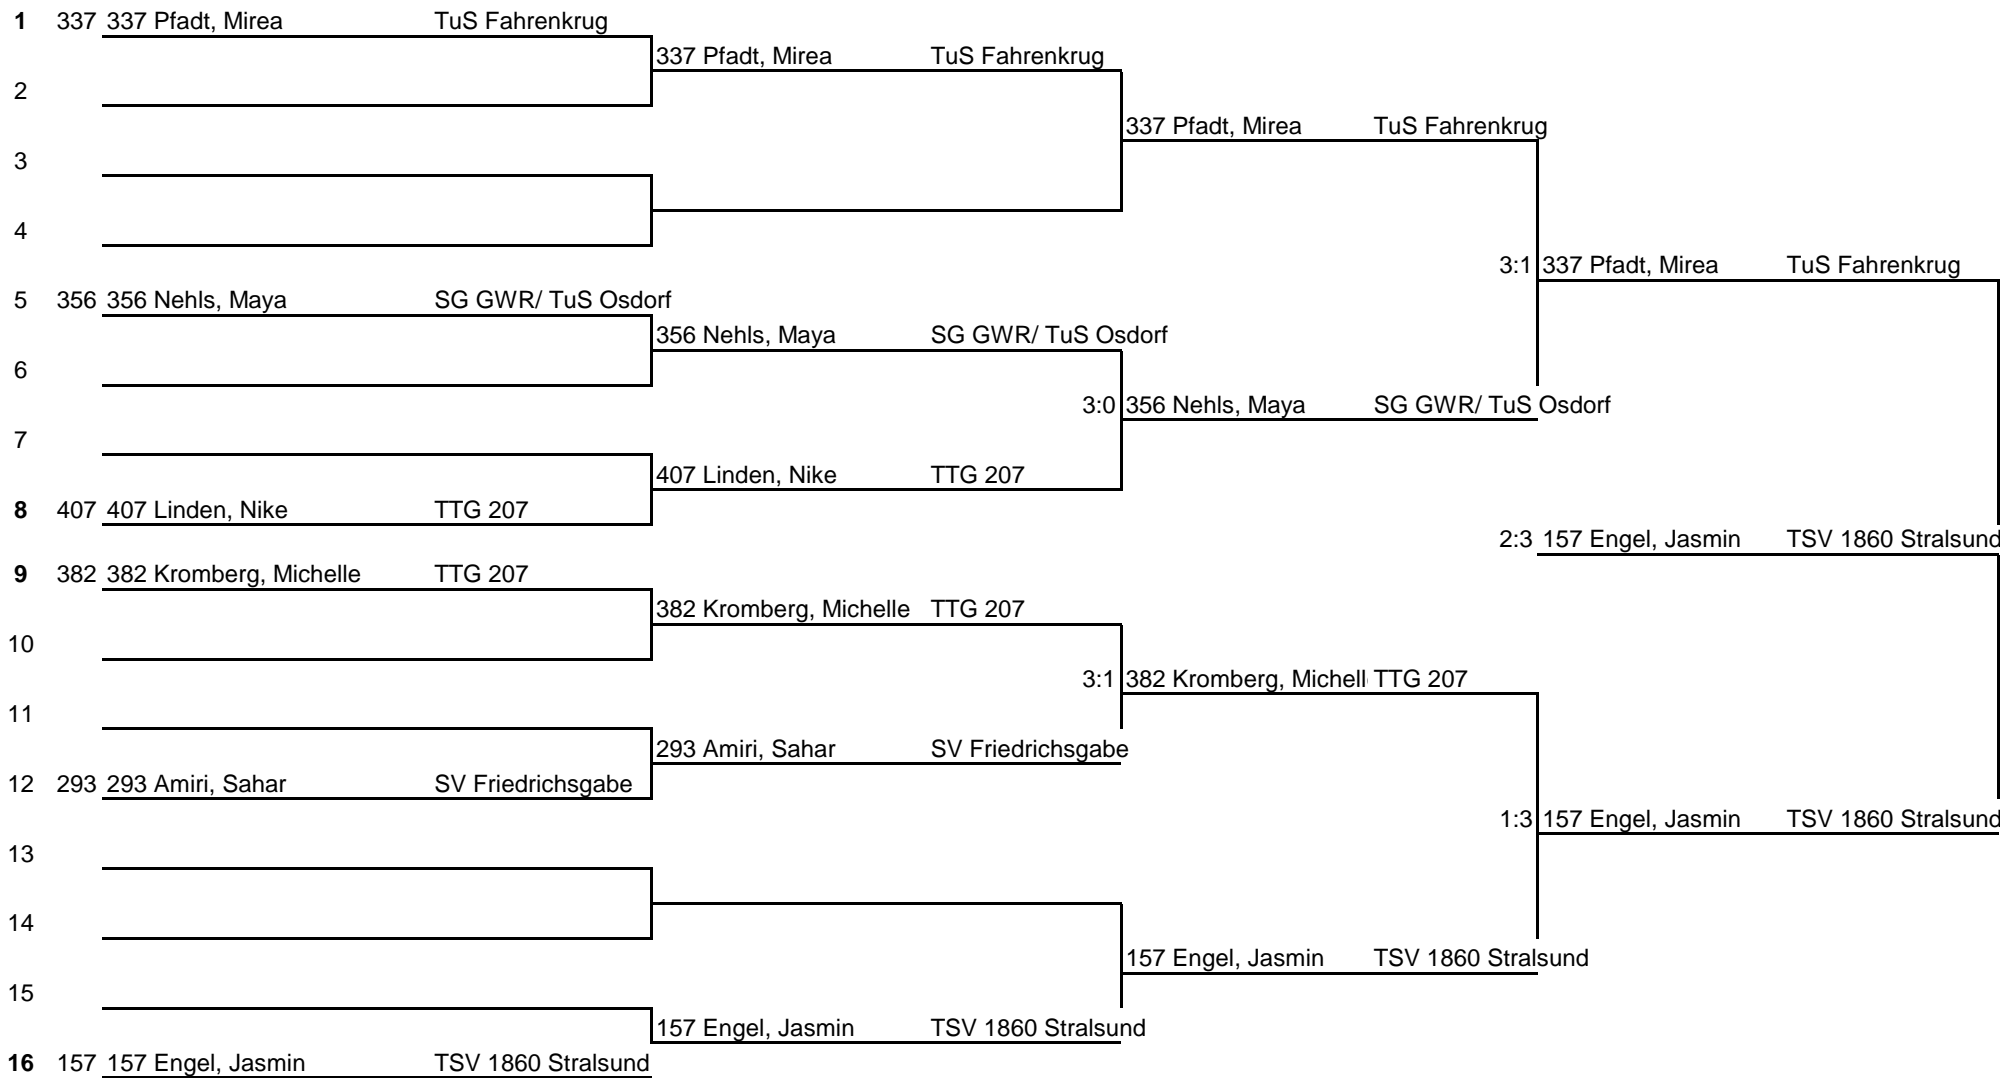 1 337 337 Pfadt, Mirea TuS Fahrenkrug
337 Pfadt, Mirea TuS Fahrenkrug
2
337 Pfadt, Mirea TuS Fahrenkrug
3
4
3:1 337 Pfadt, Mirea TuS Fahrenkrug
5 356 356 Nehls, Maya SG GWR/ TuS Osdorf
356 Nehls, Maya SG GWR/ TuS Osdorf
6
3:0 356 Nehls, Maya SG GWR/ TuS Osdorf
7
407 Linden, Nike TTG 207
8 407 407 Linden, Nike TTG 207
2:3 157 Engel, Jasmin TSV 1860 Stralsund
9 382 382 Kromberg, Michelle TTG 207
382 Kromberg, Michelle TTG 207
10
3:1 382 Kromberg, Michell TTG 207
11
293 Amiri, Sahar SV Friedrichsgabe
12 293 293 Amiri, Sahar SV Friedrichsgabe
1:3 157 Engel, Jasmin TSV 1860 Stralsund
13
14
157 Engel, Jasmin TSV 1860 Stralsund
15
157 Engel, Jasmin TSV 1860 Stralsund
16 157 157 Engel, Jasmin TSV 1860 Stralsund